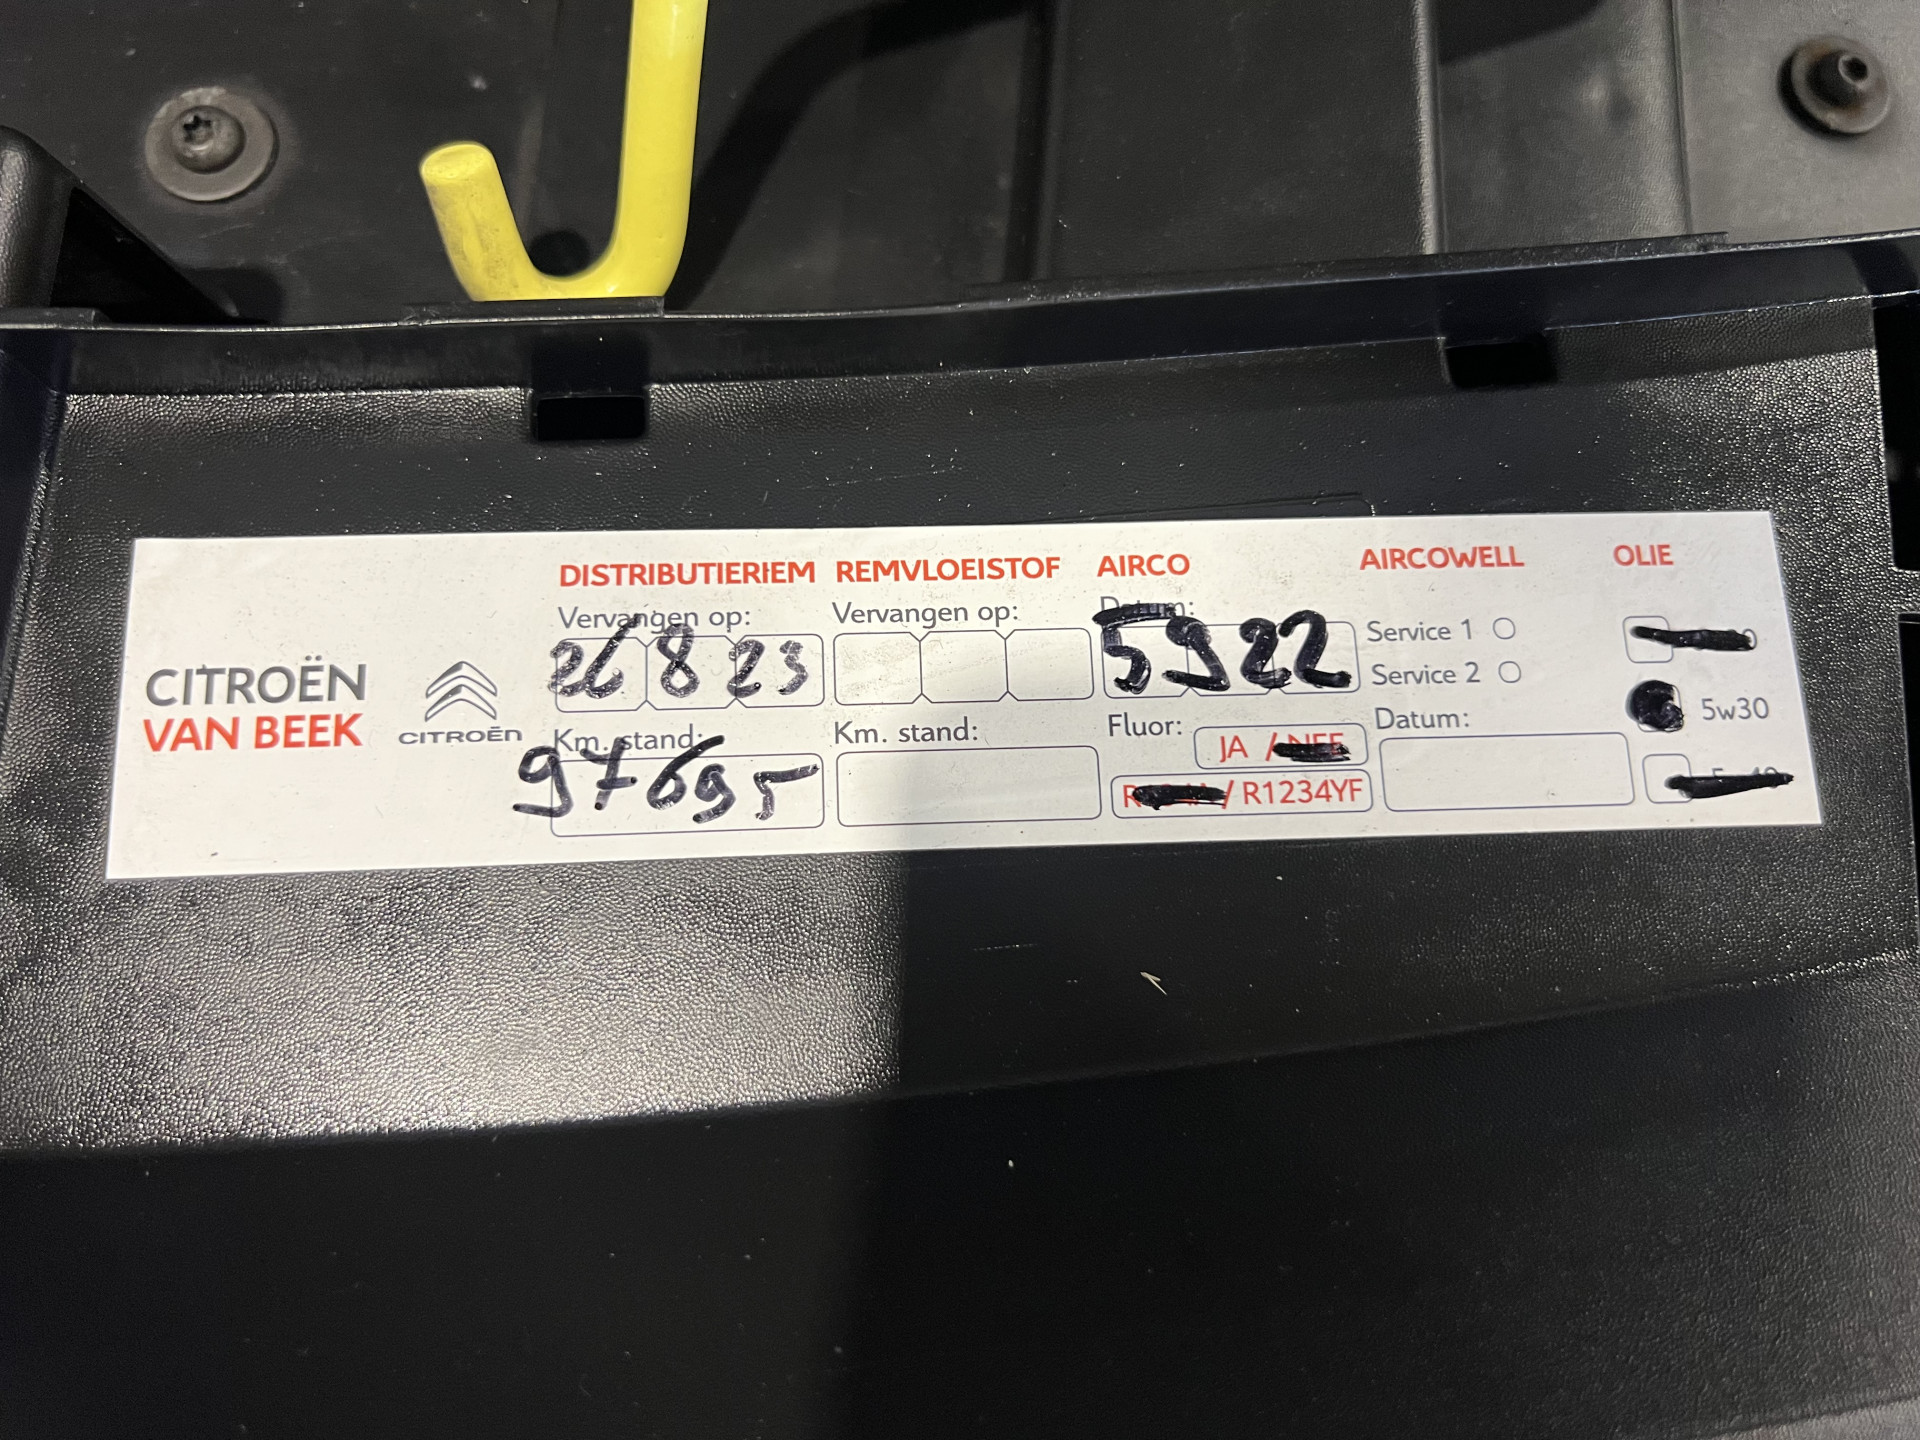 CITROËN
VAN BEEK
CITROËN
DISTRIBUTIERIEM
Vervangen op:
26 8 23
Km. stand:
97695
REMVLOEISTOF
Vervangen op:
Km. stand:
AIRCO
Datum:
5 9 22
Fluor: JA /
/ R1234YF
AIRCOWELL
Service 1
Service 2
Datum:
OLIE
5w30